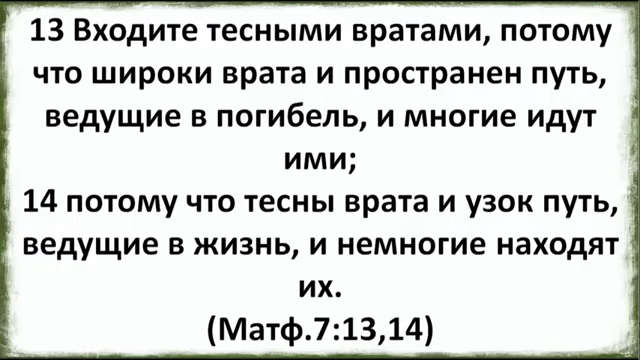 13 Входите тесными вратами, потому
что широки врата и пространен путь,
ведущие в погибель, и многие идут
ими;
14 потому что тесны врата и узок путь,
ведущие в жизнь, и немногие находят
их.
(Матф.7:13,14)